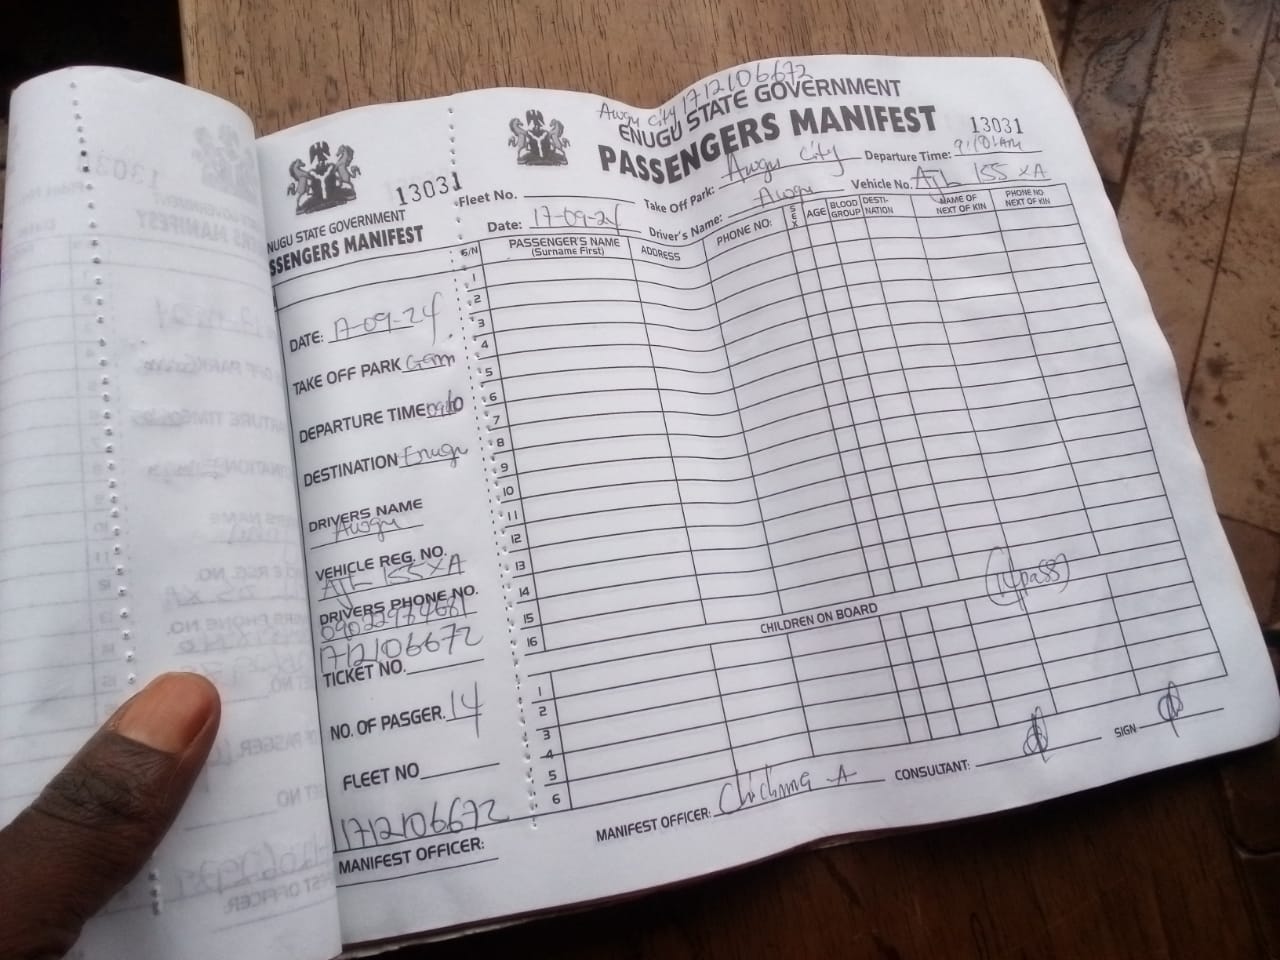 13031
ENUGU STATE GOVERNMENT
PASSENGERS MANIFEST
DATE: 17-09-24
TAKE OFF PARK
DEPARTURE TIME
DESTINATION Enugu
DRIVERS NAME
Awgu
VEHICLE REG. NO.
155 XA
DRIVERS PHONE NO.
1712106672
TICKET NO.
NO. OF PASGER. 14
FLEET NO
1712106672
MANIFEST OFFICER:
Awgu City 1712106672
ENUGU STATE GOVERNMENT
PASSENGERS MANIFEST
13031
Fleet No.
Take Off Park: Awgu City
Departure Time:
Date: 17-09-24
Driver's Name: Awgu
Vehicle No. 155 XA
S/N
PASSENGER'S NAME
(Surname First)
ADDRESS
PHONE NO:
SEX
AGE
BLOOD GROUP
DESTI-NATION
NAME OF NEXT OF KIN
PHONE NO. NEXT OF KIN
1
2
3
4
5
6
7
8
9
10
11
12
13
14
15
16
14 pass
CHILDREN ON BOARD
1
2
3
4
5
6
MANIFEST OFFICER: A
CONSULTANT:
SIGN